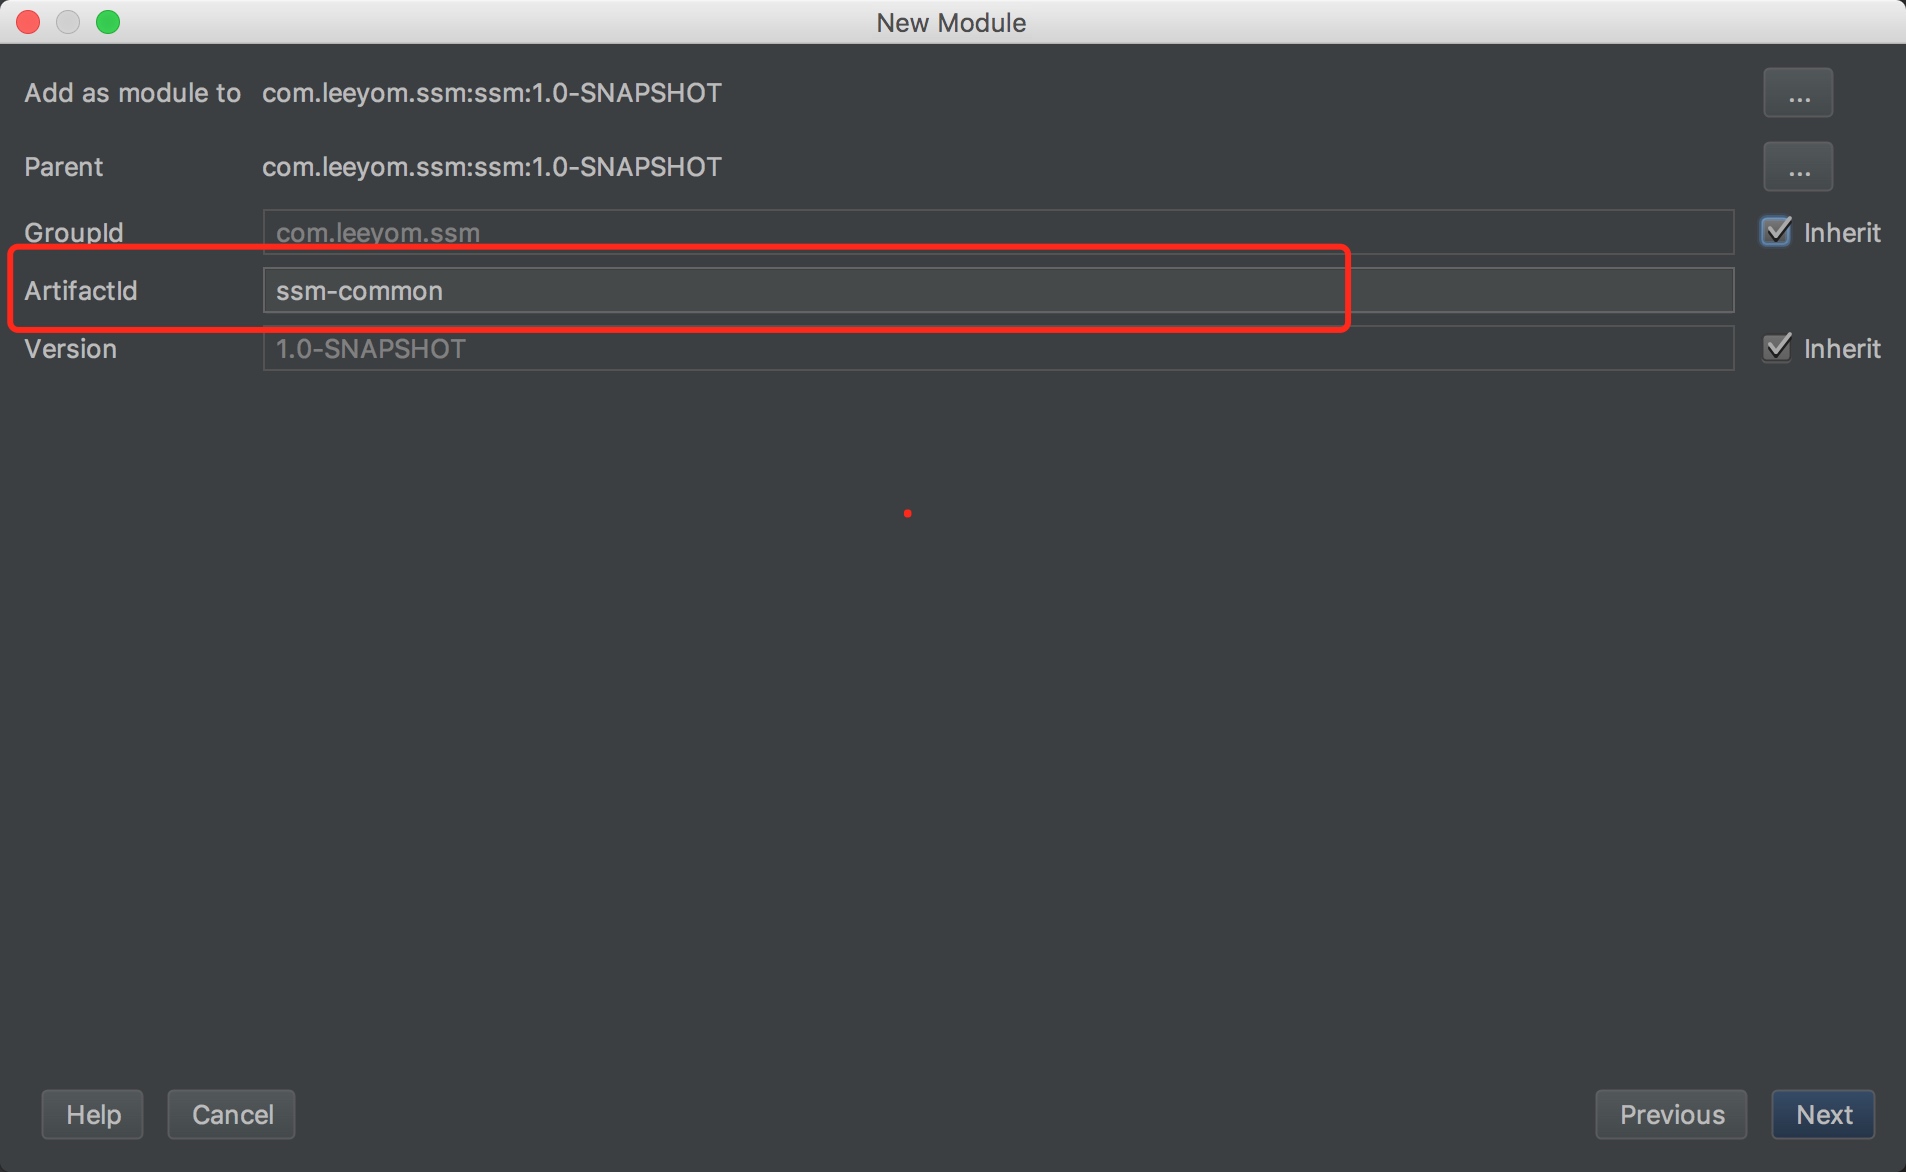 New Module
Add as module to com.leeyom.ssm:ssm:1.0-SNAPSHOT ...
Parent com.leeyom.ssm:ssm:1.0-SNAPSHOT ...
GroupId com.leeyom.ssm Inherit
ArtifactId ssm-common
Version 1.0-SNAPSHOT Inherit
Help Cancel Previous Next